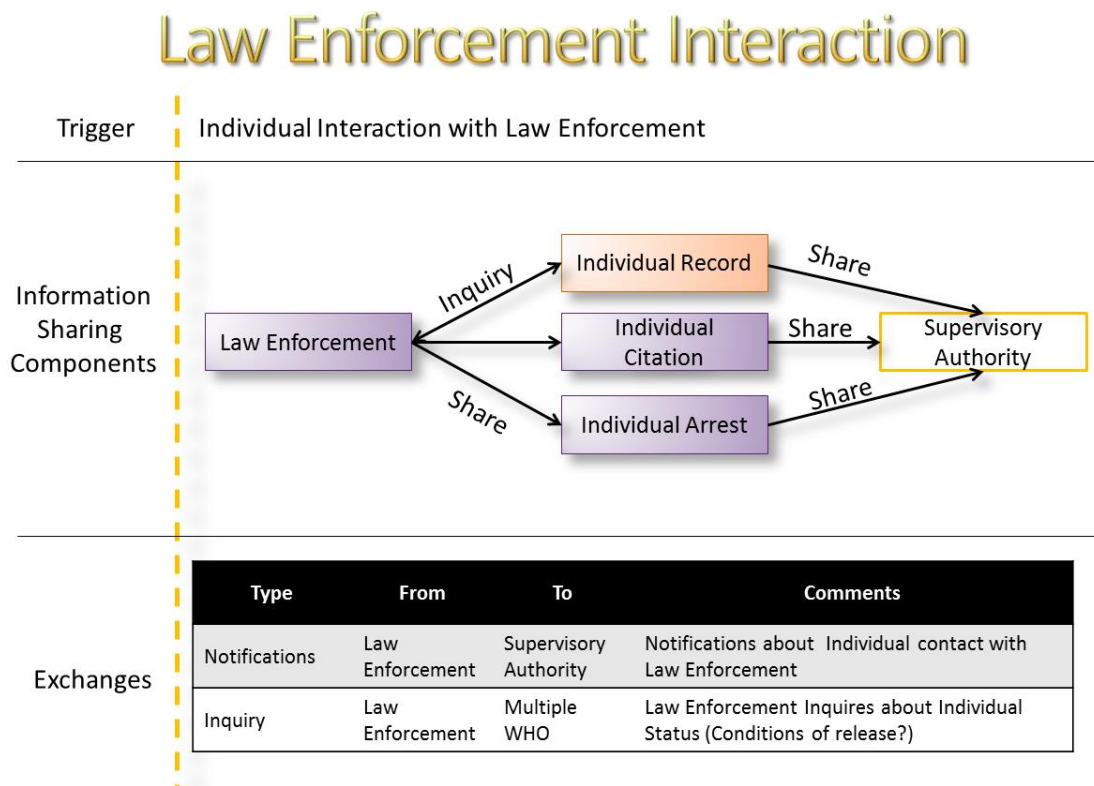 Law Enforcement Interaction
Trigger
Individual Interaction with Law Enforcement
Information
Sharing
Components
Law Enforcement
Inquiry
Share
Individual Record
Individual
Citation
Individual Arrest
Share
Share
Share
Supervisory
Authority
Exchanges
Type From To Comments
Notifications
Law
Enforcement
Supervisory
Authority
Notifications about Individual contact with
Law Enforcement
Inquiry
Law
Enforcement
Multiple
WHO
Law Enforcement Inquires about Individual
Status (Conditions of release?)